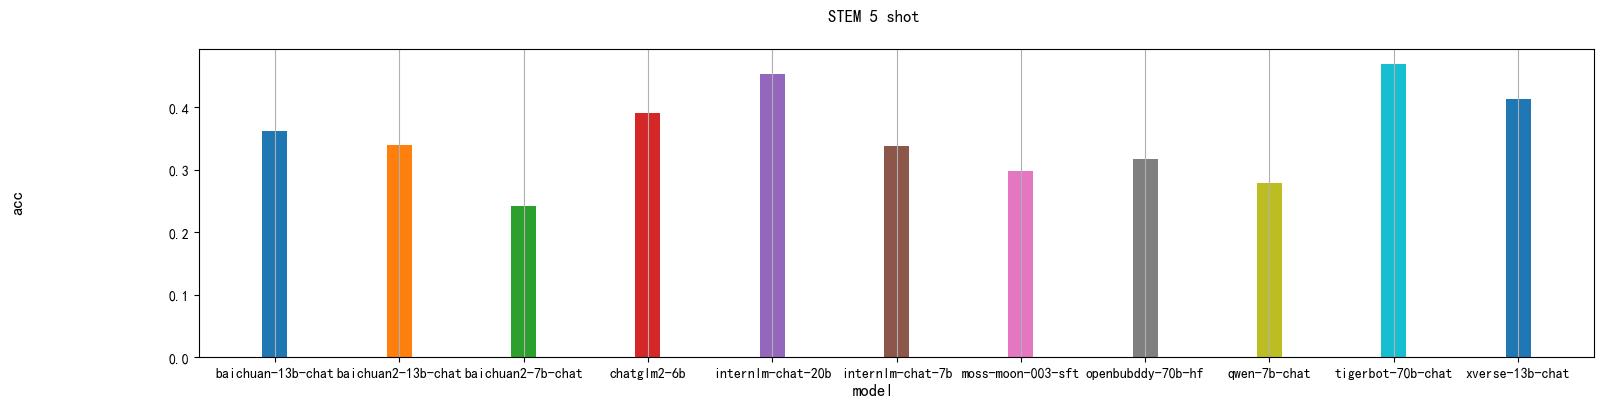 STEM 5 shot
acc
0.4
0.3
0.2
0.1
0.0
baichuan-13b-chat baichuan2-13b-chat baichuan2-7b-chat chatglm2-6b internlm-chat-20b internlm-chat-7b moss-moon-003-sft openbubddy-70b-hf qwen-7b-chat tigerbot-70b-chat xverse-13b-chat
model